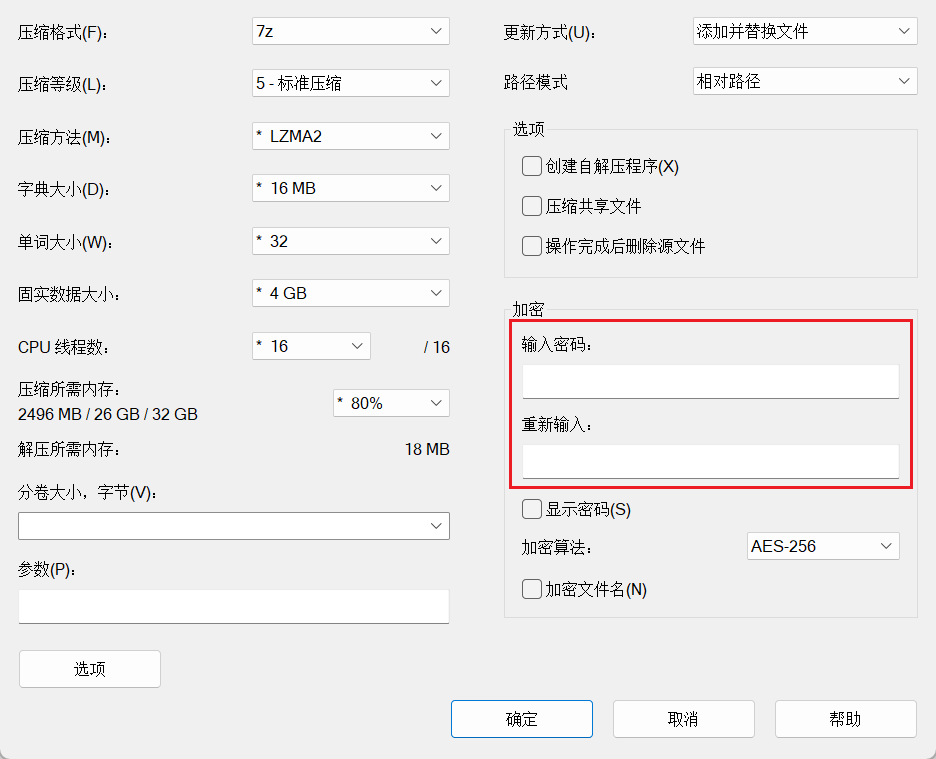 压缩格式(F)：
7z
压缩等级(L)：
5 - 标准压缩
压缩方法(M)：
* LZMA2
字典大小(D)：
* 16 MB
单词大小(W)：
* 32
固实数据大小：
* 4 GB
CPU 线程数：
* 16
/ 16
压缩所需内存：
2496 MB / 26 GB / 32 GB
* 80%
解压所需内存：
18 MB
分卷大小，字节(V)：
参数(P)：
选项
更新方式(U)：
添加并替换文件
路径模式
相对路径
选项
创建自解压程序(X)
压缩共享文件
操作完成后删除源文件
加密
输入密码：
重新输入：
显示密码(S)
加密算法：
AES-256
加密文件名(N)
确定
取消
帮助